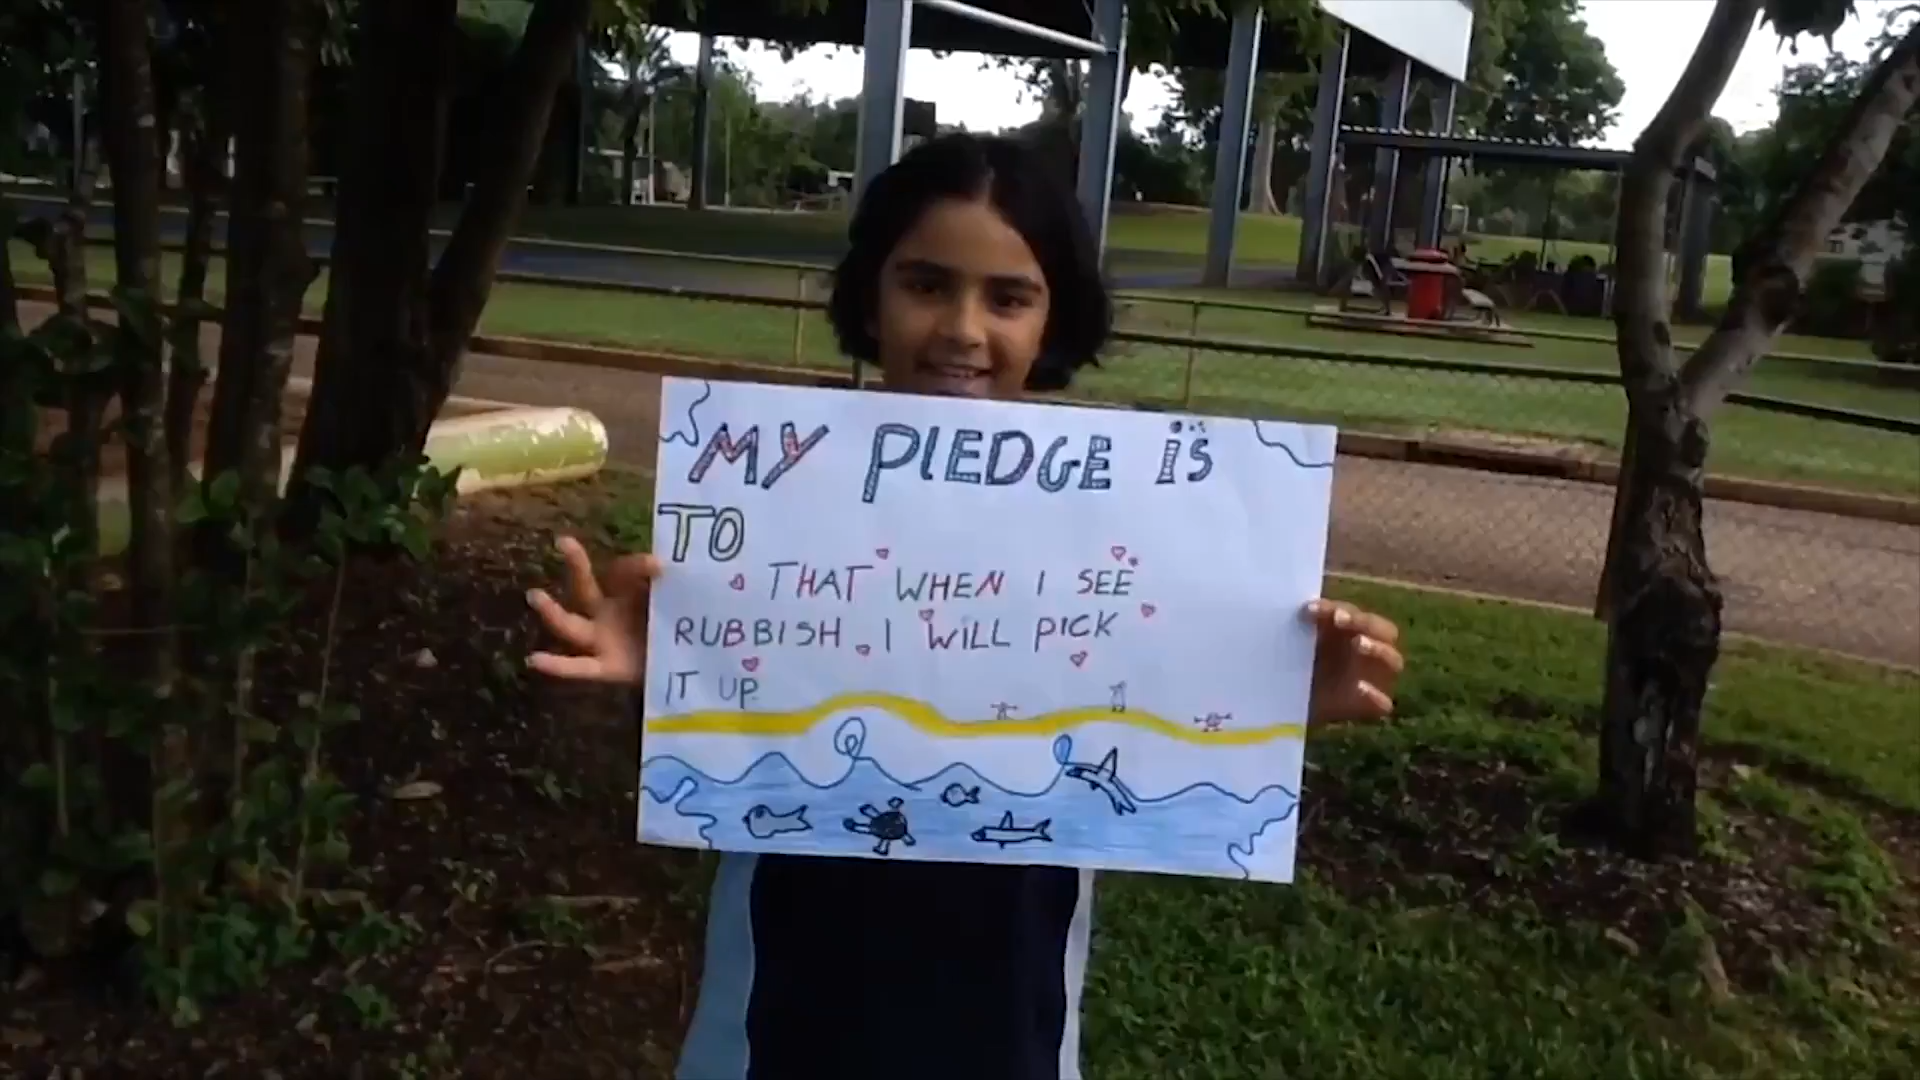 MY PLEDGE is
TO
THAT WHEN I SEE
RUBBISH. I WILL PICK
IT UP.